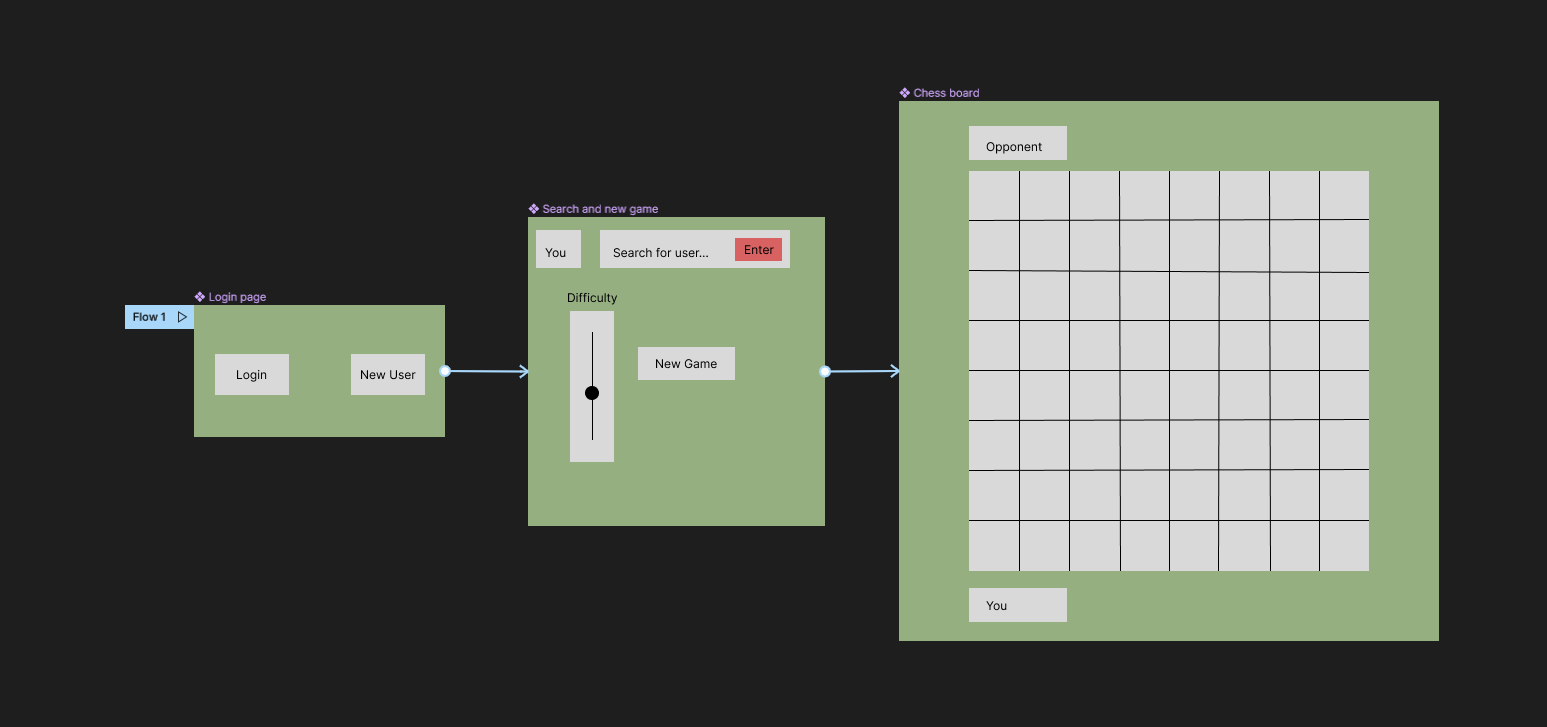 Flow 1
Login page
Login
New User
Search and new game
You
Search for user...
Enter
Difficulty
New Game
Chess board
Opponent
You